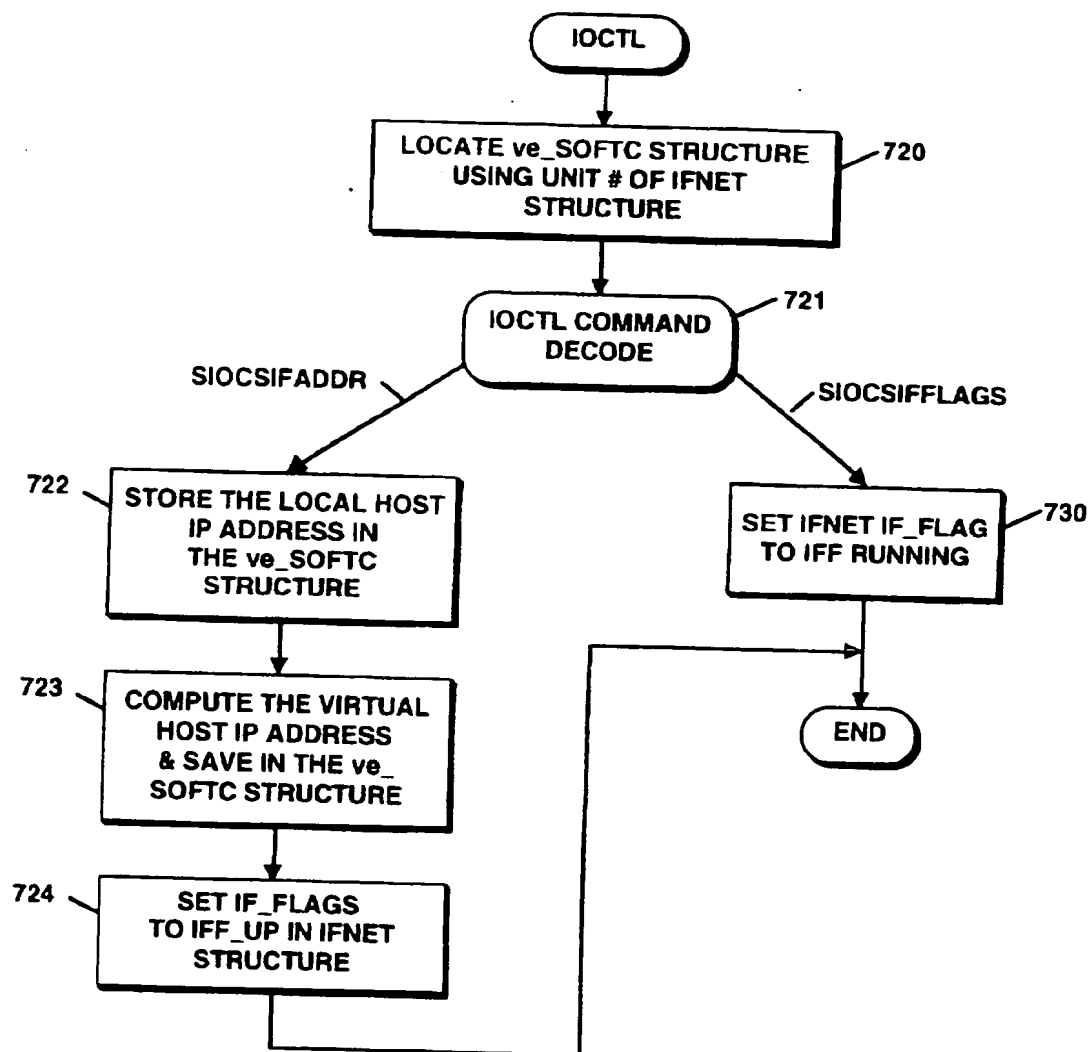 IOCTL
LOCATE ve_SOFTC STRUCTURE
USING UNIT # OF IFNET
STRUCTURE
720
IOCTL COMMAND
DECODE
721
SIOCSIFADDR
SIOCSIFFLAGS
722
STORE THE LOCAL HOST
IP ADDRESS IN
THE ve_SOFTC
STRUCTURE
SET IFNET IF_FLAG
TO IFF RUNNING
730
723
COMPUTE THE VIRTUAL
HOST IP ADDRESS
& SAVE IN THE ve_
SOFTC STRUCTURE
END
724
SET IF_FLAGS
TO IFF_UP IN IFNET
STRUCTURE